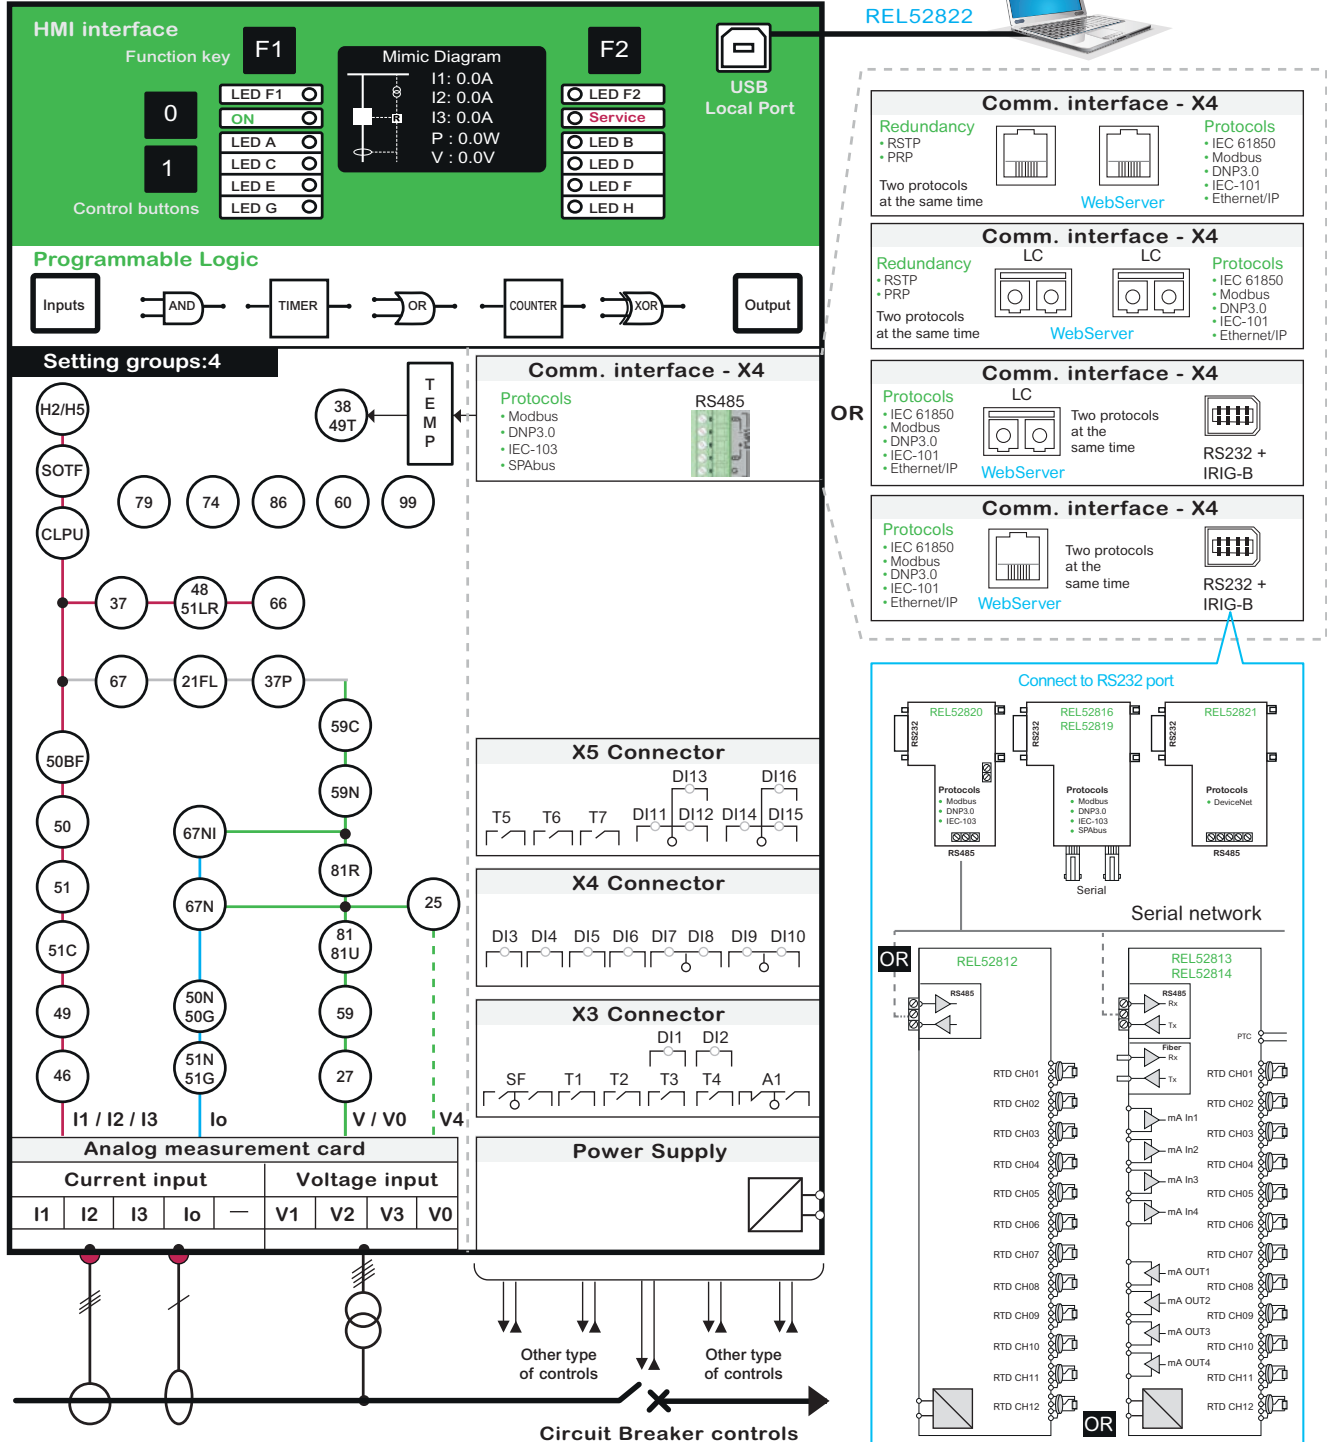 HMI interface
Function key
F1
0
1
Control buttons
LED F1
ON
LED A
LED C
LED E
LED G
Mimic Diagram
I1: 0.0A
I2: 0.0A
I3: 0.0A
P : 0.0W
V : 0.0V
R
F2
LED F2
Service
LED B
LED D
LED F
LED H
USB
Local Port
REL52822
Programmable Logic
Inputs
AND
TIMER
OR
COUNTER
XOR
Output
Setting groups:4
H2/H5
SOTF
CLPU
38
49T
T
E
M
P
79
74
86
60
99
37
48
51LR
66
67
21FL
37P
59C
50BF
59N
50
67NI
81R
51
67N
25
51C
81
81U
49
50N
50G
59
46
51N
51G
27
I1 / I2 / I3
Io
V / V0
V4
Analog measurement card
Current input
Voltage input
I1
I2
I3
Io
—
V1
V2
V3
V0
Comm. interface - X4
Protocols
• Modbus
• DNP3.0
• IEC-103
• SPAbus
RS485
X5 Connector
DI13
DI16
T5
T6
T7
DI11
DI12
DI14
DI15
X4 Connector
DI3
DI4
DI5
DI6
DI7
DI8
DI9
DI10
X3 Connector
DI1
DI2
SF
T1
T2
T3
T4
A1
Power Supply
Other type
of controls
Other type
of controls
Circuit Breaker controls
OR
Comm. interface - X4
Redundancy
• RSTP
• PRP
Two protocols
at the same time
WebServer
Protocols
• IEC 61850
• Modbus
• DNP3.0
• IEC-101
• Ethernet/IP
Comm. interface - X4
Redundancy
• RSTP
• PRP
Two protocols
at the same time
LC
LC
WebServer
Protocols
• IEC 61850
• Modbus
• DNP3.0
• IEC-101
• Ethernet/IP
Comm. interface - X4
Protocols
• IEC 61850
• Modbus
• DNP3.0
• IEC-101
• Ethernet/IP
LC
WebServer
Two protocols
at the
same time
RS232 +
IRIG-B
Comm. interface - X4
Protocols
• IEC 61850
• Modbus
• DNP3.0
• IEC-101
• Ethernet/IP
WebServer
Two protocols
at the
same time
RS232 +
IRIG-B
Connect to RS232 port
RS232
REL52820
Protocols
• Modbus
• DNP3.0
• IEC-103
RS485
RS232
REL52816
REL52819
Protocols
• Modbus
• DNP3.0
• IEC-103
• SPAbus
Serial
RS232
REL52821
Protocols
• DeviceNet
RS485
Serial network
OR
REL52812
RS485
RTD CH01
RTD CH02
RTD CH03
RTD CH04
RTD CH05
RTD CH06
RTD CH07
RTD CH08
RTD CH09
RTD CH10
RTD CH11
RTD CH12
OR
REL52813
REL52814
RS485
Rx
Tx
Fiber
Rx
Tx
PTC
mA In1
mA In2
mA In3
mA In4
mA OUT1
mA OUT2
mA OUT3
mA OUT4
RTD CH01
RTD CH02
RTD CH03
RTD CH04
RTD CH05
RTD CH06
RTD CH07
RTD CH08
RTD CH09
RTD CH10
RTD CH11
RTD CH12